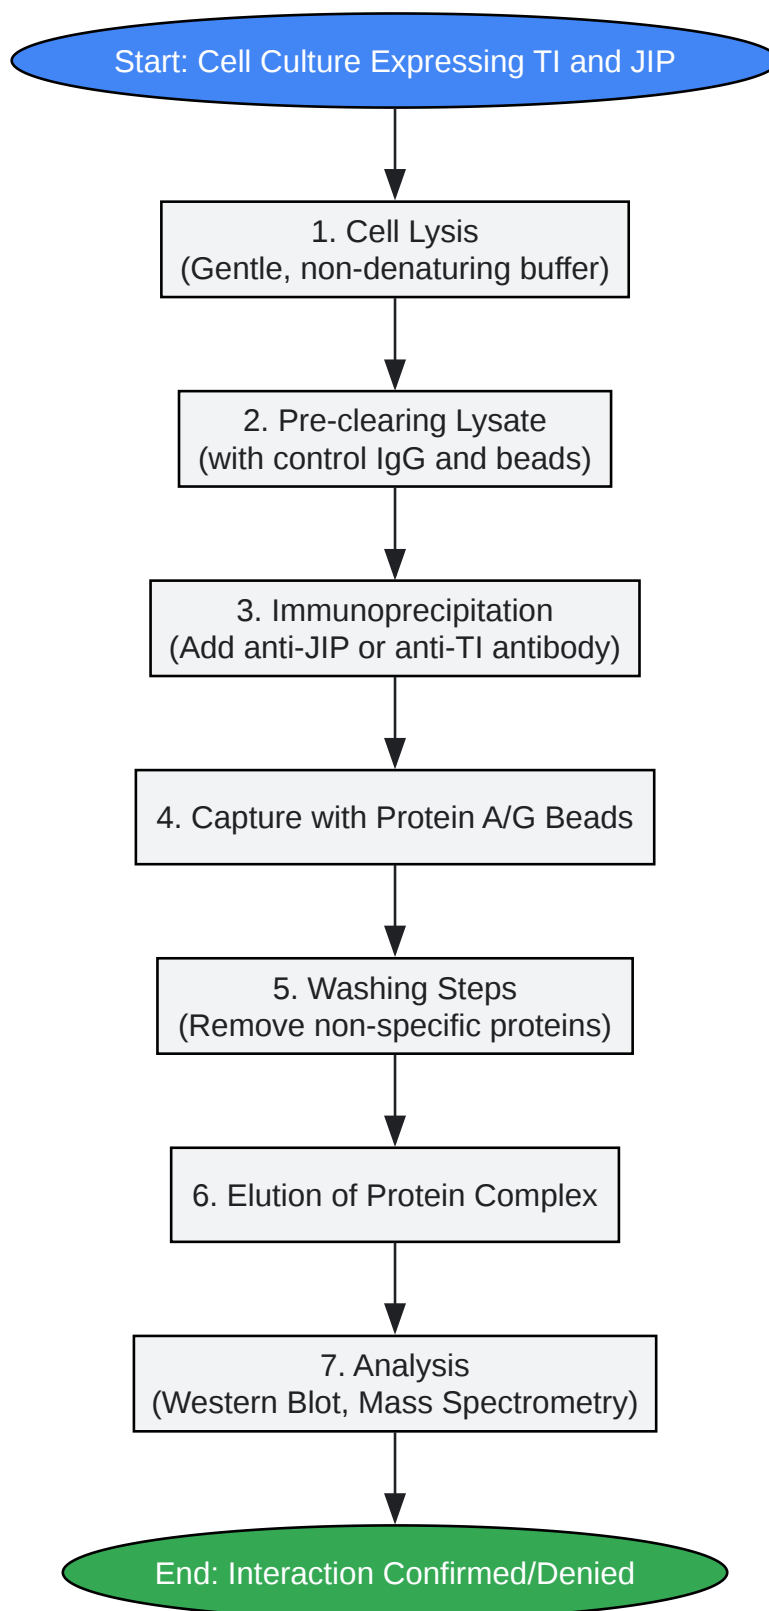 Start: Cell Culture Expressing TI and JIP
1. Cell Lysis
(Gentle, non-denaturing buffer)
2. Pre-clearing Lysate
(with control IgG and beads)
3. Immunoprecipitation
(Add anti-JIP or anti-TI antibody)
4. Capture with Protein A/G Beads
5. Washing Steps
(Remove non-specific proteins)
6. Elution of Protein Complex
7. Analysis
(Western Blot, Mass Spectrometry)
End: Interaction Confirmed/Denied